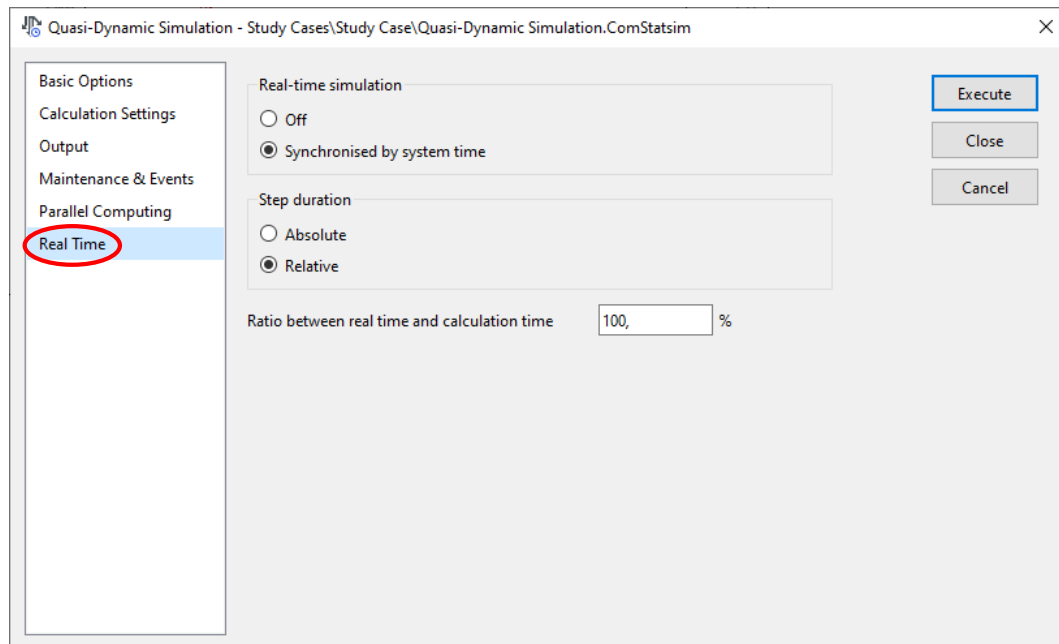 Quasi-Dynamic Simulation - Study Cases\Study Case\Quasi-Dynamic Simulation.ComStatsim
Basic Options
Calculation Settings
Output
Maintenance & Events
Parallel Computing
Real Time
Real-time simulation
Off
Synchronised by system time
Step duration
Absolute
Relative
Ratio between real time and calculation time 100, %
Execute
Close
Cancel